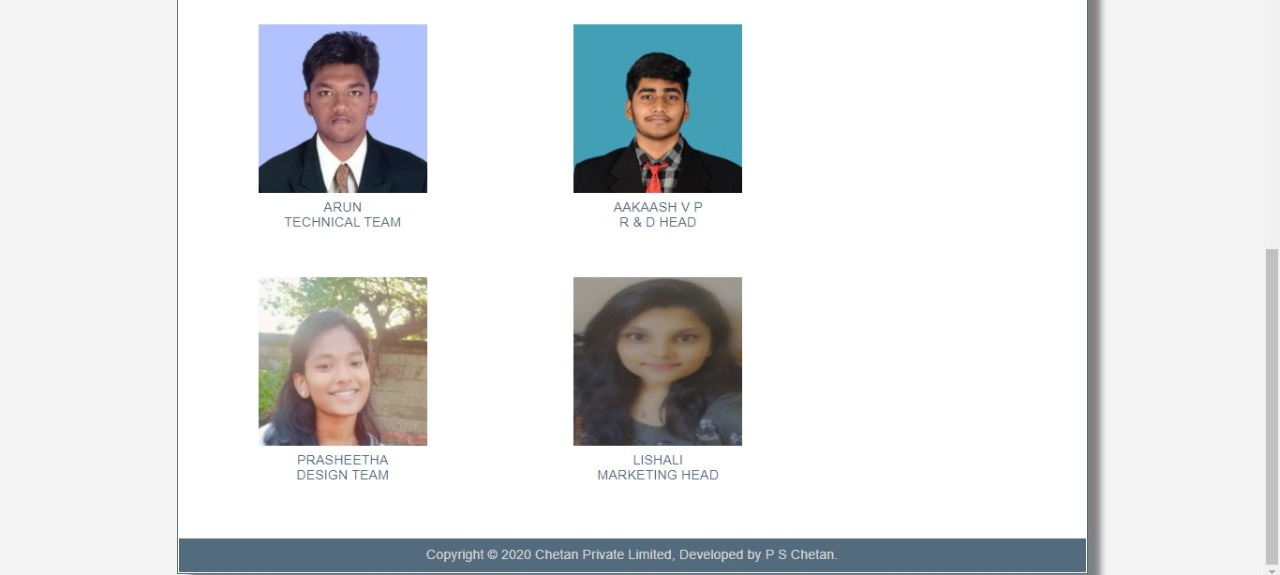 ARUN
TECHNICAL TEAM
AAKAASH V P
R & D HEAD
PRASHEETHA
DESIGN TEAM
LISHALI
MARKETING HEAD
Copyright © 2020 Chetan Private Limited, Developed by P S Chetan.